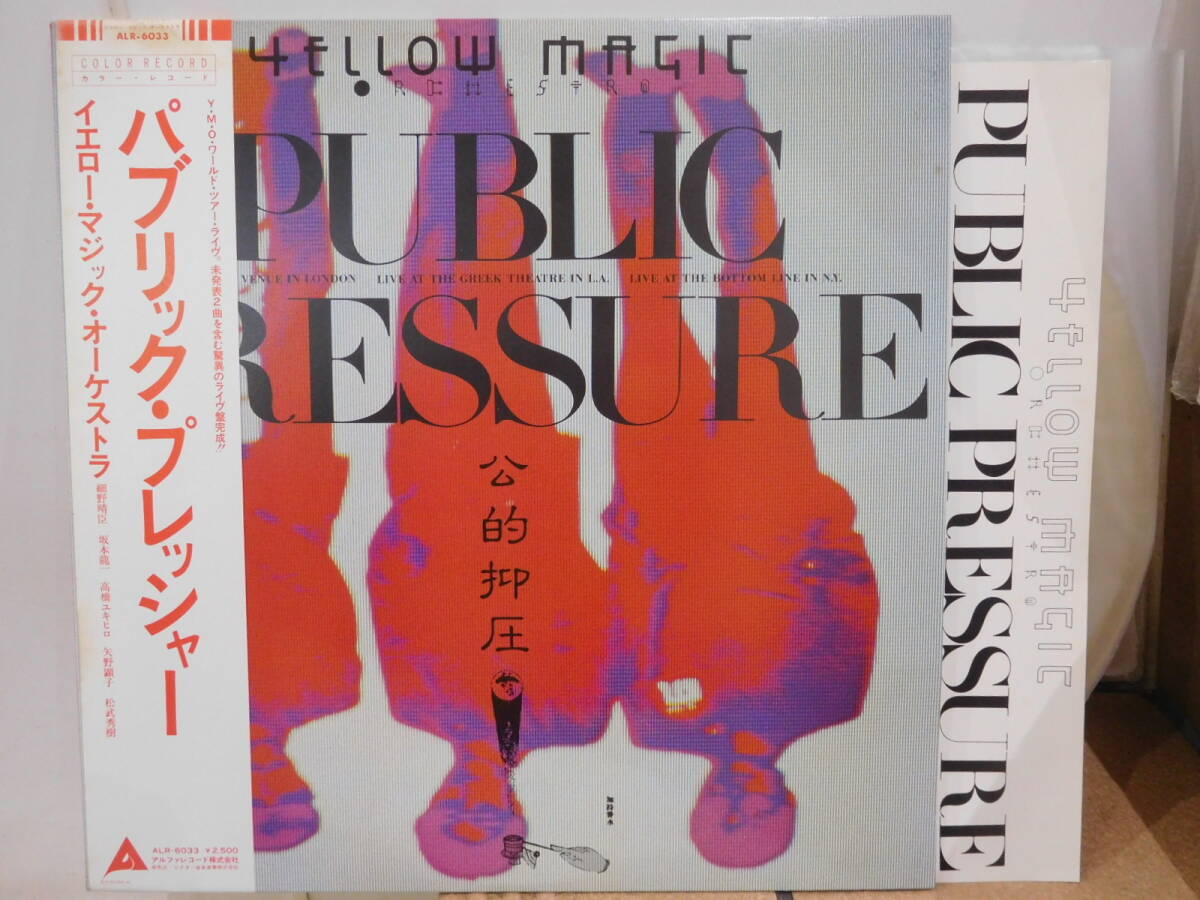 ALR-6033
COLOR RECORD
カラー・レコード
Y・M・O・ワールド・ツアー・ライヴ。未発表2曲を含む驚異のライヴ盤完成!!
パブリック・プレッシャー
イエロー・マジック・オーケストラ
細野晴臣 坂本龍一 高橋ユキヒロ 矢野顕子 松武秀樹
ALR-6033 ¥2,500
アルファレコード株式会社
YELLOW MAGIC
ORCHESTRA
PUBLIC
VENUE IN LONDON LIVE AT THE GREEK THEATRE IN L.A. LIVE AT THE BOTTOM LINE IN N.Y.
RESSURE
公的抑圧
YELLOW MAGIC
ORCHESTRA
PUBLIC PRESSURE